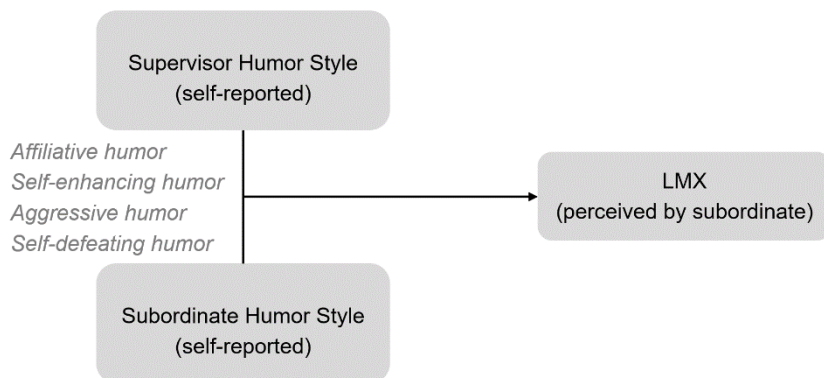 Supervisor Humor Style
(self-reported)
Affiliative humor
Self-enhancing humor
Aggressive humor
Self-defeating humor
LMX
(perceived by subordinate)
Subordinate Humor Style
(self-reported)